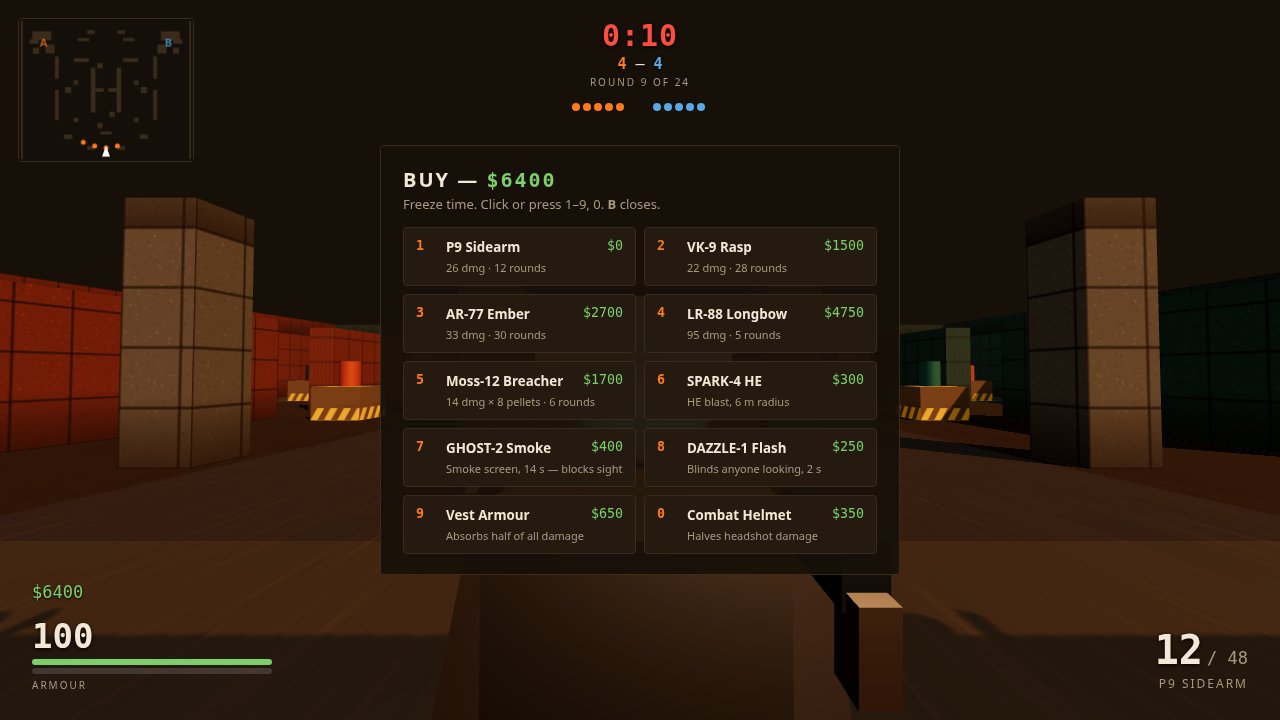 A
B
0:10
4 — 4
ROUND 9 OF 24
BUY — $6400
Freeze time. Click or press 1–9, 0. B closes.
1 P9 Sidearm $0
26 dmg · 12 rounds
2 VK-9 Rasp $1500
22 dmg · 28 rounds
3 AR-77 Ember $2700
33 dmg · 30 rounds
4 LR-88 Longbow $4750
95 dmg · 5 rounds
5 Moss-12 Breacher $1700
14 dmg × 8 pellets · 6 rounds
6 SPARK-4 HE $300
HE blast, 6 m radius
7 GHOST-2 Smoke $400
Smoke screen, 14 s — blocks sight
8 DAZZLE-1 Flash $250
Blinds anyone looking, 2 s
9 Vest Armour $650
Absorbs half of all damage
0 Combat Helmet $350
Halves headshot damage
$6400
100
ARMOUR
12 / 48
P9 SIDEARM